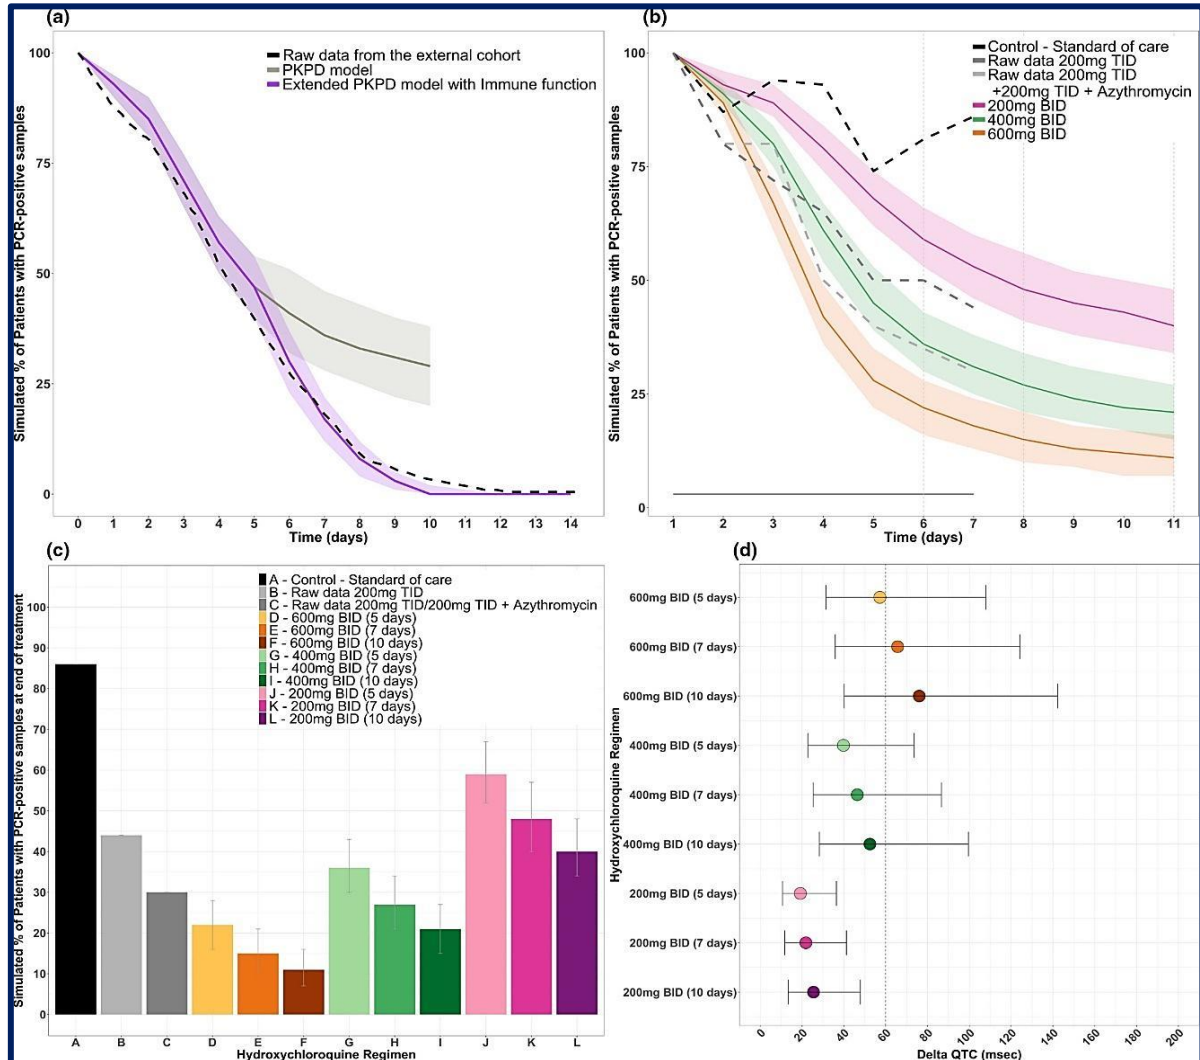 (a)
Raw data from the external cohort
PKPD model
Extended PKPD model with Immune function
Simulated % of Patients with PCR-positive samples
100
75
50
25
0
0 1 2 3 4 5 6 7 8 9 10 11 12 13 14
Time (days)
(b)
Control - Standard of care
Raw data 200mg TID
Raw data 200mg TID
+200mg TID + Azythromycin
200mg BID
400mg BID
600mg BID
Simulated % of Patients with PCR-positive samples
100
75
50
25
0
1 2 3 4 5 6 7 8 9 10 11
Time (days)
(c)
A - Control - Standard of care
B - Raw data 200mg TID
C - Raw data 200mg TID/200mg TID + Azythromycin
D - 600mg BID (5 days)
E - 600mg BID (7 days)
F - 600mg BID (10 days)
G - 400mg BID (5 days)
H - 400mg BID (7 days)
I - 400mg BID (10 days)
J - 200mg BID (5 days)
K - 200mg BID (7 days)
L - 200mg BID (10 days)
Simulated % of Patients with PCR-positive samples at end of treatment
100
90
80
70
60
50
40
30
20
10
0
A B C D E F G H I J K L
Hydroxychloroquine Regimen
(d)
Hydroxychloroquine Regimen
600mg BID (5 days)
600mg BID (7 days)
600mg BID (10 days)
400mg BID (5 days)
400mg BID (7 days)
400mg BID (10 days)
200mg BID (5 days)
200mg BID (7 days)
200mg BID (10 days)
0 20 40 60 80 100 120 140 160 180 200
Delta QTC (msec)